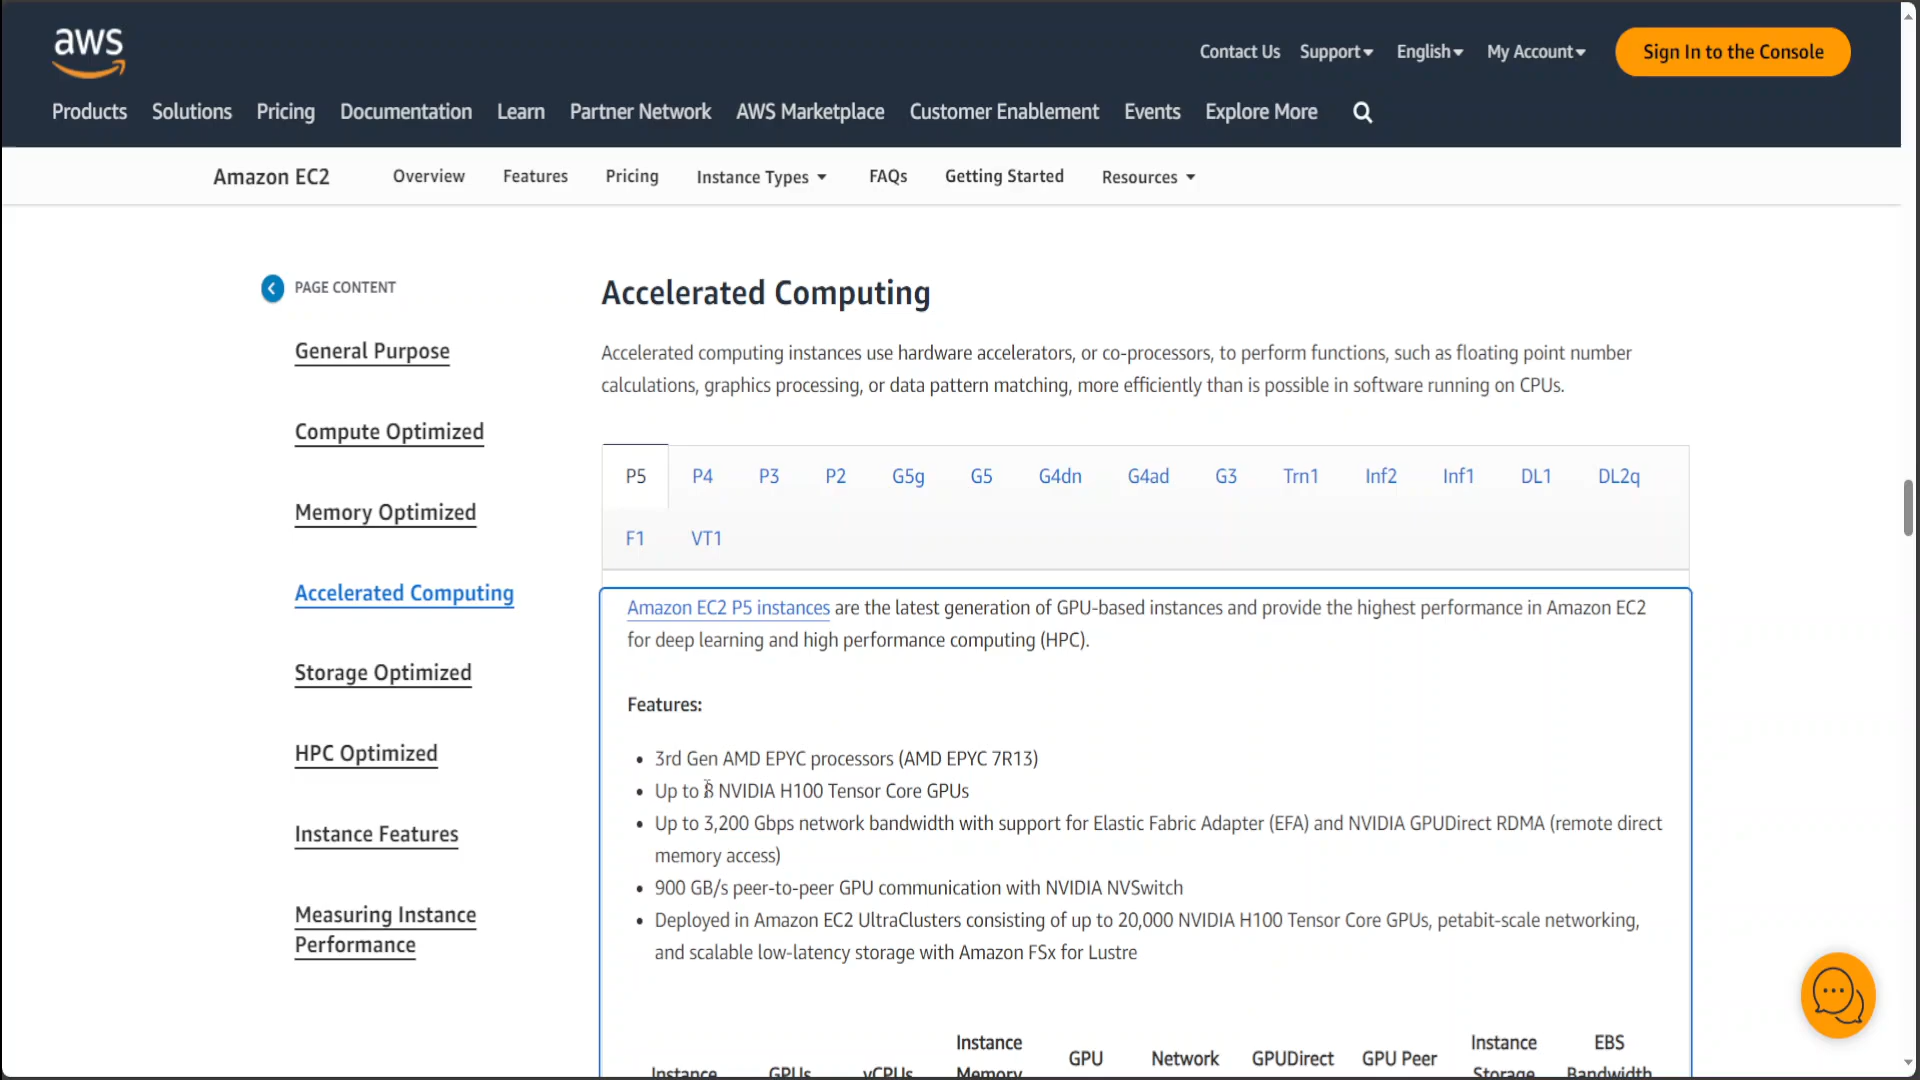 aws
Contact Us Support English My Account Sign In to the Console
Products Solutions Pricing Documentation Learn Partner Network AWS Marketplace Customer Enablement Events Explore More
Amazon EC2 Overview Features Pricing Instance Types FAQs Getting Started Resources
PAGE CONTENT
General Purpose
Compute Optimized
Memory Optimized
Accelerated Computing
Storage Optimized
HPC Optimized
Instance Features
Measuring Instance
Performance
Accelerated Computing
Accelerated computing instances use hardware accelerators, or co-processors, to perform functions, such as floating point number
calculations, graphics processing, or data pattern matching, more efficiently than is possible in software running on CPUs.
P5 P4 P3 P2 G5g G5 G4dn G4ad G3 Trn1 Inf2 Inf1 DL1 DL2q
F1 VT1
Amazon EC2 P5 instances are the latest generation of GPU-based instances and provide the highest performance in Amazon EC2
for deep learning and high performance computing (HPC).
Features:
• 3rd Gen AMD EPYC processors (AMD EPYC 7R13)
• Up to 8 NVIDIA H100 Tensor Core GPUs
• Up to 3,200 Gbps network bandwidth with support for Elastic Fabric Adapter (EFA) and NVIDIA GPUDirect RDMA (remote direct
memory access)
• 900 GB/s peer-to-peer GPU communication with NVIDIA NVSwitch
• Deployed in Amazon EC2 UltraClusters consisting of up to 20,000 NVIDIA H100 Tensor Core GPUs, petabit-scale networking,
and scalable low-latency storage with Amazon FSx for Lustre
Instance Instance EBS
GPU Network GPUDirect GPU Peer
Instance GPUs vCPUs Memory Storage Bandwidth